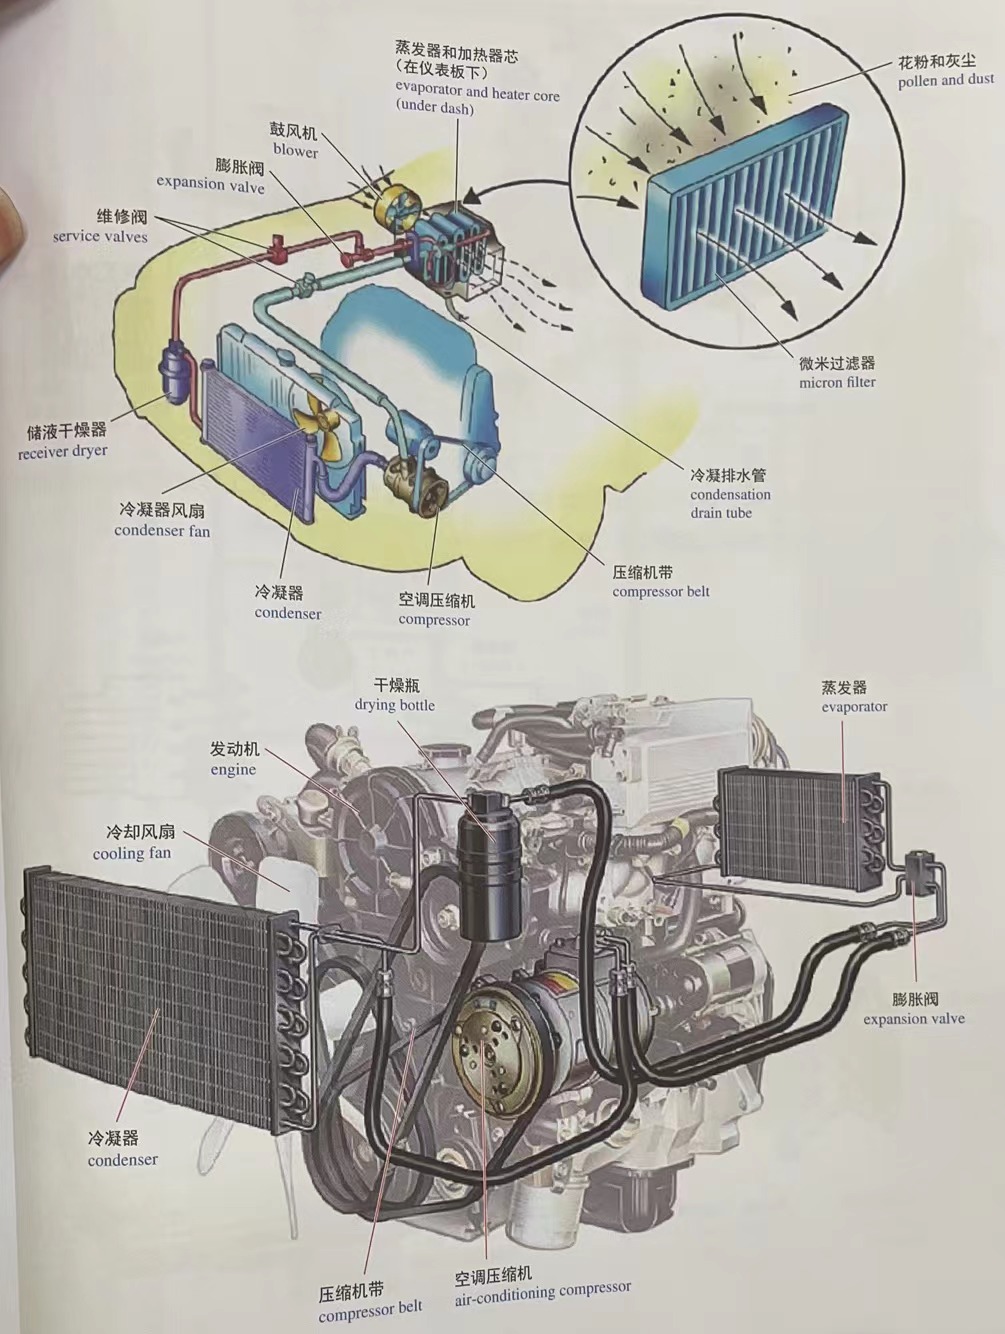 蒸发器和加热器芯
（在仪表板下）
evaporator and heater core
(under dash)
花粉和灰尘
pollen and dust
鼓风机
blower
膨胀阀
expansion valve
维修阀
service valves
微米过滤器
micron filter
储液干燥器
receiver dryer
冷凝排水管
condensation
drain tube
冷凝器风扇
condenser fan
压缩机带
compressor belt
冷凝器
condenser
空调压缩机
compressor
干燥瓶
drying bottle
蒸发器
evaporator
发动机
engine
冷却风扇
cooling fan
膨胀阀
expansion valve
冷凝器
condenser
压缩机带
compressor belt
空调压缩机
air-conditioning compressor